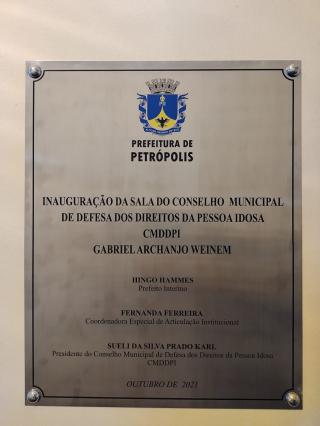 PREFEITURA DE
PETRÓPOLIS
INAUGURAÇÃO DA SALA DO CONSELHO MUNICIPAL
DE DEFESA DOS DIREITOS DA PESSOA IDOSA
CMDDPI
GABRIEL ARCHANJO WEINEM
HINGO HAMMES
Prefeito Interino
FERNANDA FERREIRA
Coordenadora Especial de Articulação Institucional
SUELI DA SILVA PRADO KARL
Presidente do Conselho Municipal de Defesa dos Direitos da Pessoa Idosa
CMDDPI
OUTUBRO DE 2021